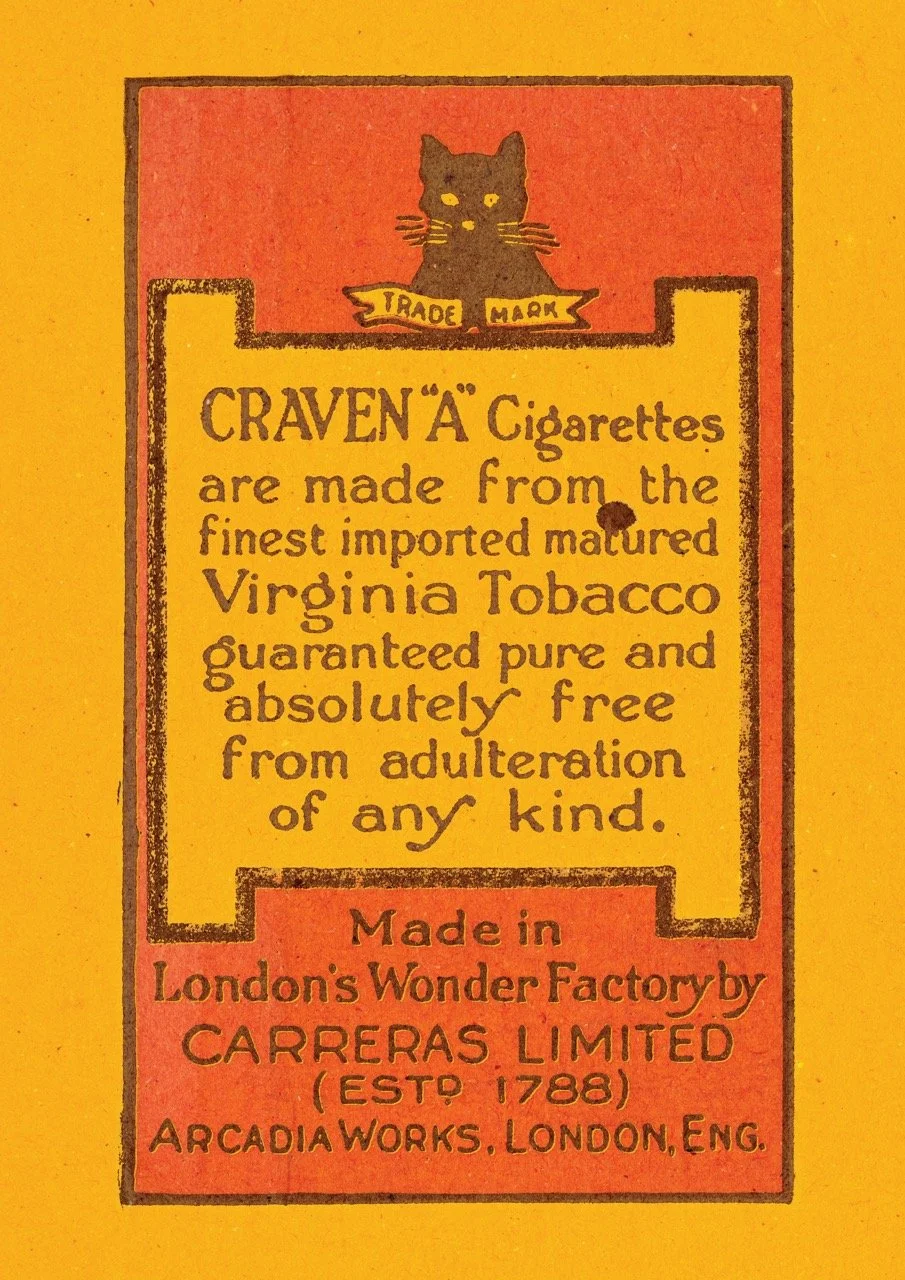 TRADE MARK
CRAVEN "A" Cigarettes
are made from the
finest imported matured
Virginia Tobacco
guaranteed pure and
absolutely free
from adulteration
of any kind.
Made in
London's Wonder Factory by
CARRERAS LIMITED
(ESTD 1788)
ARCADIA WORKS, LONDON, ENG.